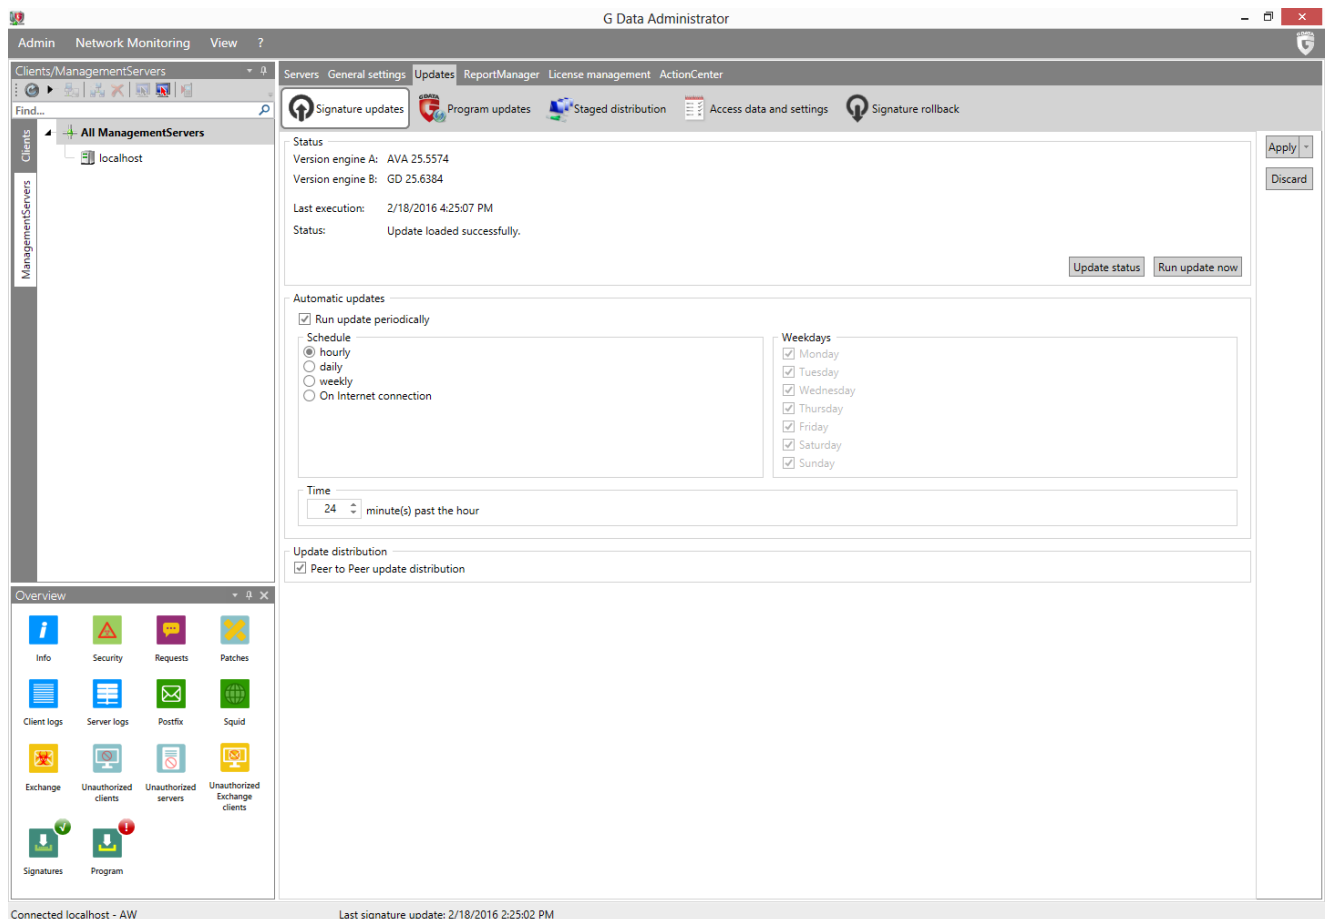 G Data Administrator
Admin Network Monitoring View ?
Clients/ManagementServers
Find...
Clients
ManagementServers
All ManagementServers
localhost
Servers General settings Updates ReportManager License management ActionCenter
Signature updates Program updates Staged distribution Access data and settings Signature rollback
Status
Version engine A: AVA 25.5574
Version engine B: GD 25.6384
Last execution: 2/18/2016 4:25:07 PM
Status: Update loaded successfully.
Update status Run update now
Apply
Discard
Automatic updates
Run update periodically
Schedule
hourly
daily
weekly
On Internet connection
Weekdays
Monday
Tuesday
Wednesday
Thursday
Friday
Saturday
Sunday
Time
24 minute(s) past the hour
Update distribution
Peer to Peer update distribution
Overview
Info Security Requests Patches
Client logs Server logs Postfix Squid
Exchange Unauthorized clients Unauthorized servers Unauthorized Exchange clients
Signatures Program
Connected localhost - AW Last signature update: 2/18/2016 2:25:02 PM